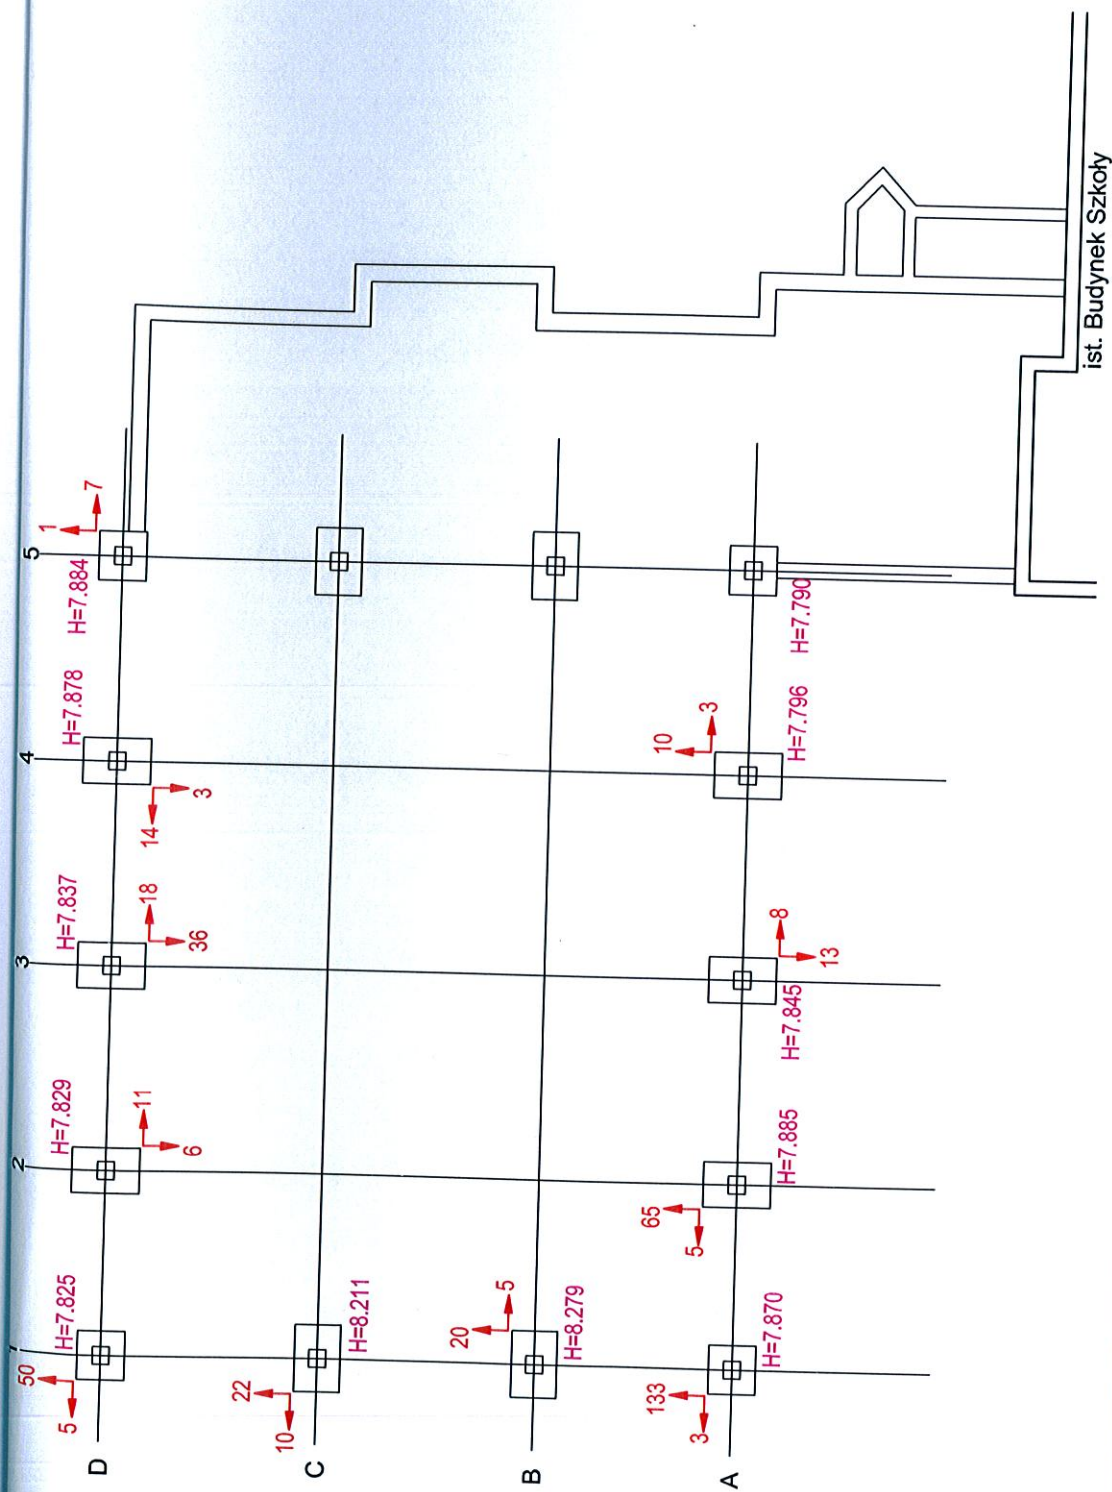 1
2
3
4
5
D
50
5
H=7.825
H=7.829
11
6
H=7.837
18
36
H=7.878
14
3
H=7.884
1
7
C
22
10
H=8.211
B
20
5
H=8.279
A
133
3
H=7.870
65
5
H=7.885
H=7.845
8
13
10
3
H=7.796
H=7.790
ist. Budynek Szkoły